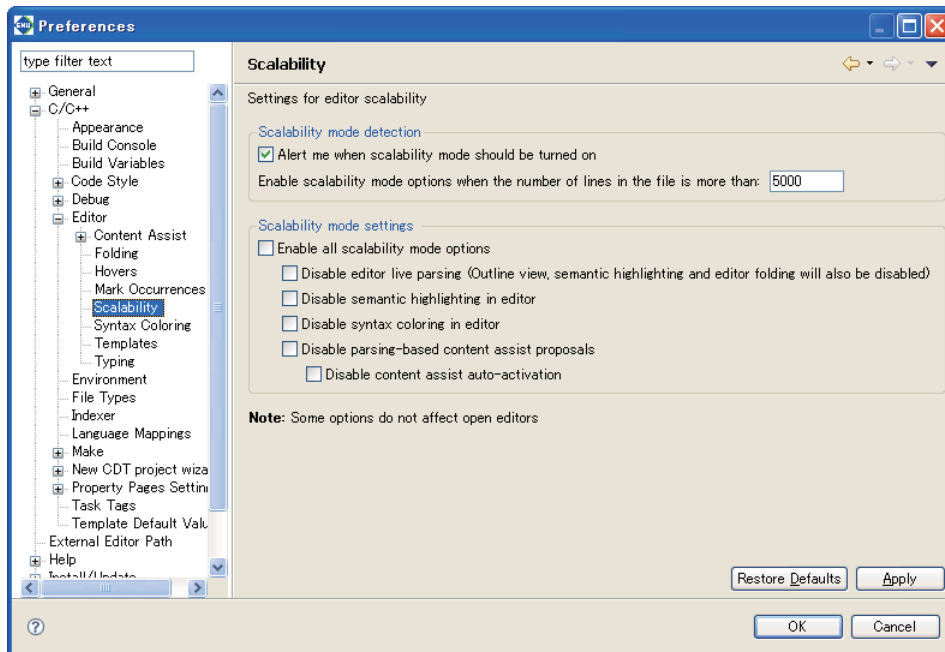 Preferences
type filter text
General
C/C++
Appearance
Build Console
Build Variables
Code Style
Debug
Editor
Content Assist
Folding
Hovers
Mark Occurrences
Scalability
Syntax Coloring
Templates
Typing
Environment
File Types
Indexer
Language Mappings
Make
New CDT project wiza
Property Pages Settin
Task Tags
Template Default Valu
External Editor Path
Help
Install/Update
Scalability
Settings for editor scalability
Scalability mode detection
Alert me when scalability mode should be turned on
Enable scalability mode options when the number of lines in the file is more than: 5000
Scalability mode settings
Enable all scalability mode options
Disable editor live parsing (Outline view, semantic highlighting and editor folding will also be disabled)
Disable semantic highlighting in editor
Disable syntax coloring in editor
Disable parsing-based content assist proposals
Disable content assist auto-activation
Note: Some options do not affect open editors
Restore Defaults Apply
OK Cancel